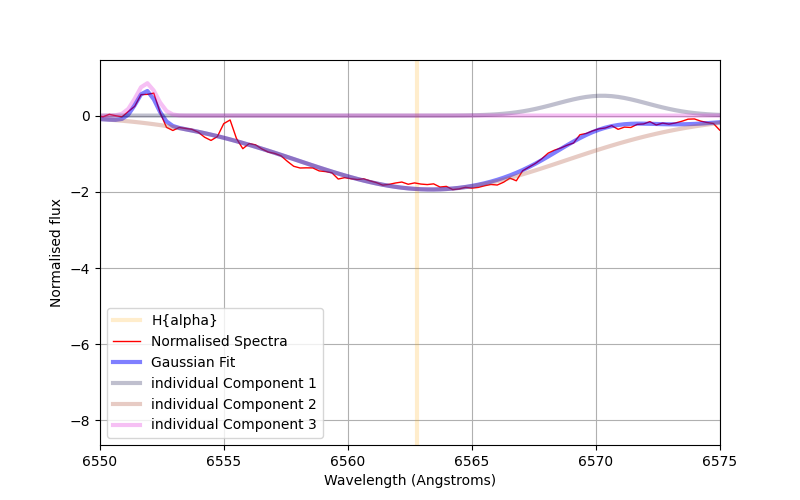 0
−2
−4
−6
−8
Normalised flux
H{alpha}
Normalised Spectra
Gaussian Fit
individual Component 1
individual Component 2
individual Component 3
6550 6555 6560 6565 6570 6575
Wavelength (Angstroms)